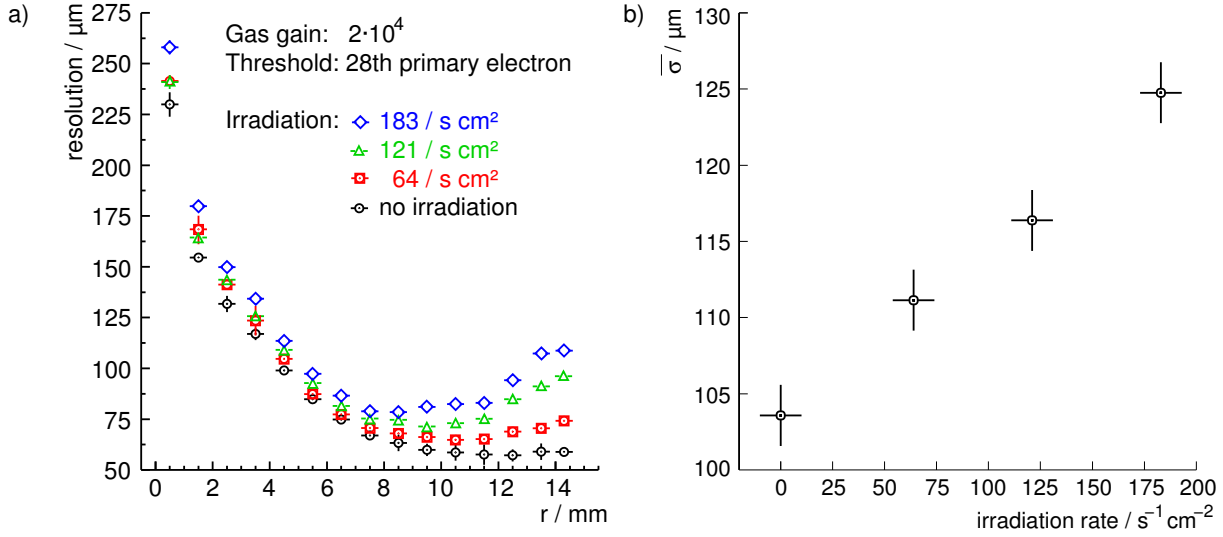 a)
resolution / µm
275
250
225
200
175
150
125
100
75
50
Gas gain: 2·10⁴
Threshold: 28th primary electron
Irradiation: 183 / s cm²
121 / s cm²
64 / s cm²
no irradiation
0 2 4 6 8 10 12 14
r / mm
b)
σ̅ / µm
130
125
120
115
110
105
100
0 25 50 75 100 125 150 175 200
irradiation rate / s⁻¹ cm⁻²